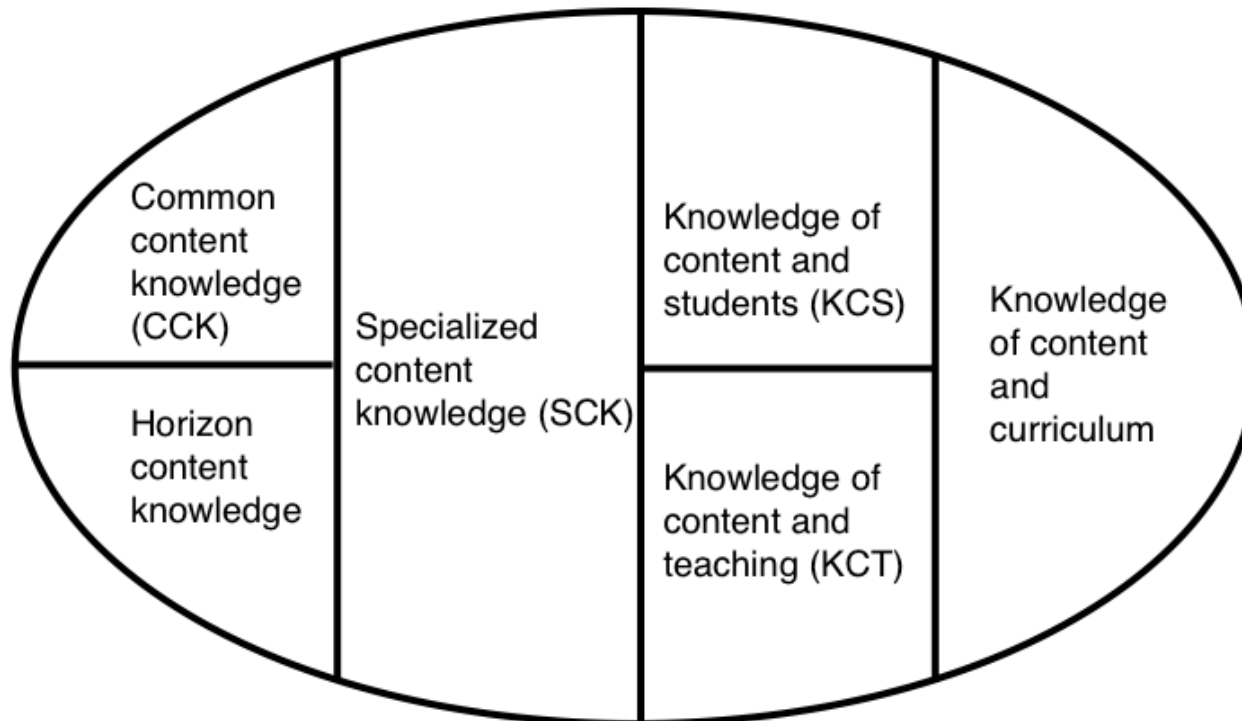 Common
content
knowledge
(CCK)
Horizon
content
knowledge
Specialized
content
knowledge (SCK)
Knowledge of
content and
students (KCS)
Knowledge of
content and
teaching (KCT)
Knowledge
of content
and
curriculum